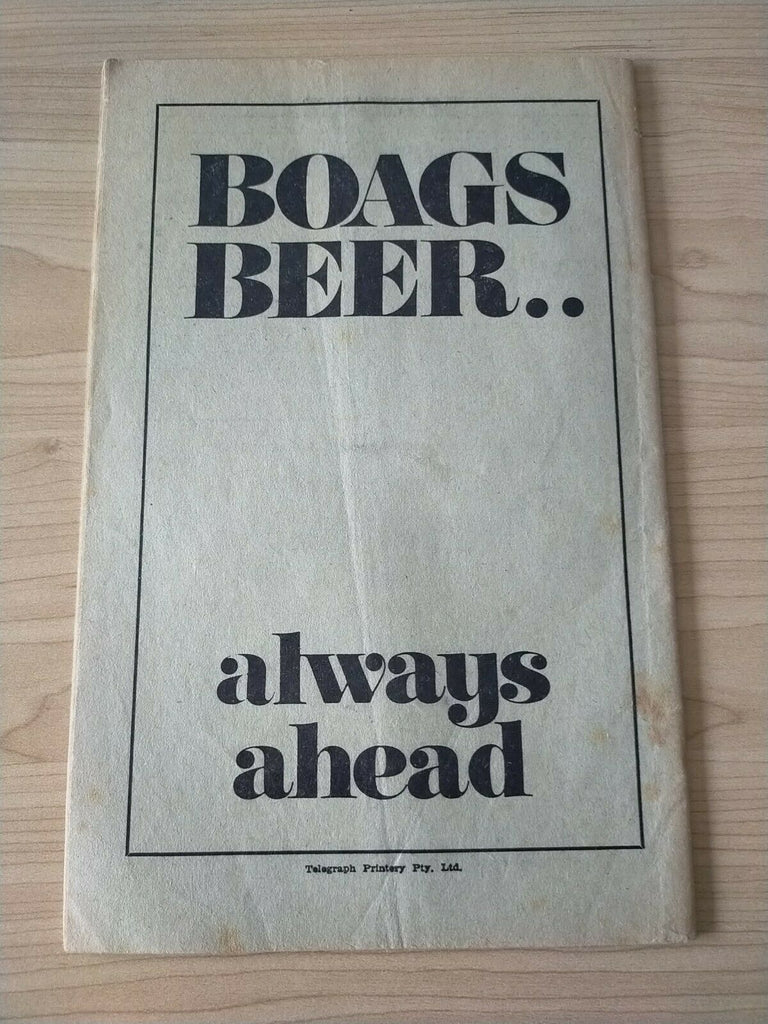 BOAGS
BEER..
always
ahead
Telegraph Printery Pty. Ltd.